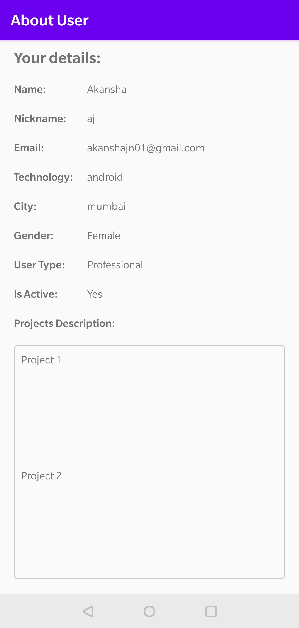 About User
Your details:
Name: Akansha
Nickname: aj
Email: akanshajn01@gmail.com
Technology: android
City: mumbai
Gender: Female
User Type: Professional
Is Active: Yes
Projects Description:
Project 1
Project 2